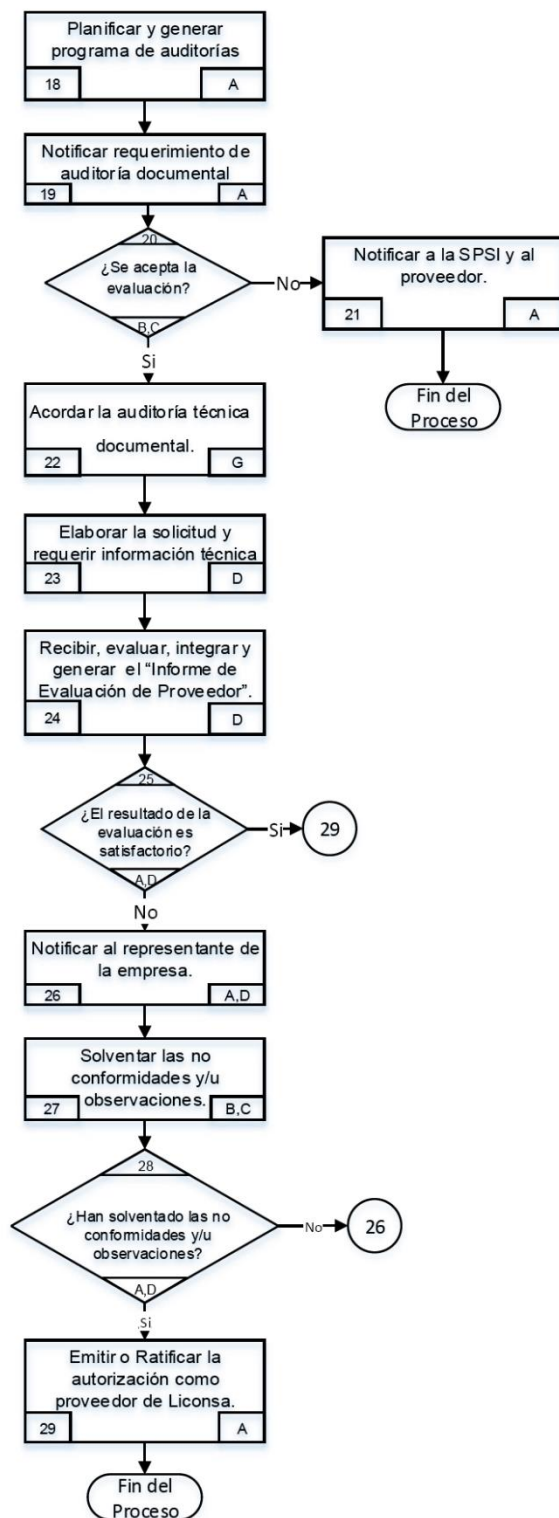 Planificar y generar
programa de auditorías
18 A
Notificar requerimiento de
auditoría documental
19 A
20
¿Se acepta la
evaluación?
B,C
No
Notificar a la SPSI y al
proveedor.
21 A
Fin del
Proceso
Si
Acordar la auditoría técnica
documental.
22 G
Elaborar la solicitud y
requerir información técnica
23 D
Recibir, evaluar, integrar y
generar el “Informe de
Evaluación de Proveedor”.
24 D
25
¿El resultado de la
evaluación es
satisfactorio?
A,D
Si
29
No
Notificar al representante de
la empresa.
26 A,D
Solventar las no
conformidades y/u
observaciones.
27 B,C
28
¿Han solventado las no
conformidades y/u
observaciones?
A,D
No
26
Si
Emitir o Ratificar la
autorización como
proveedor de Liconsa.
29 A
Fin del
Proceso